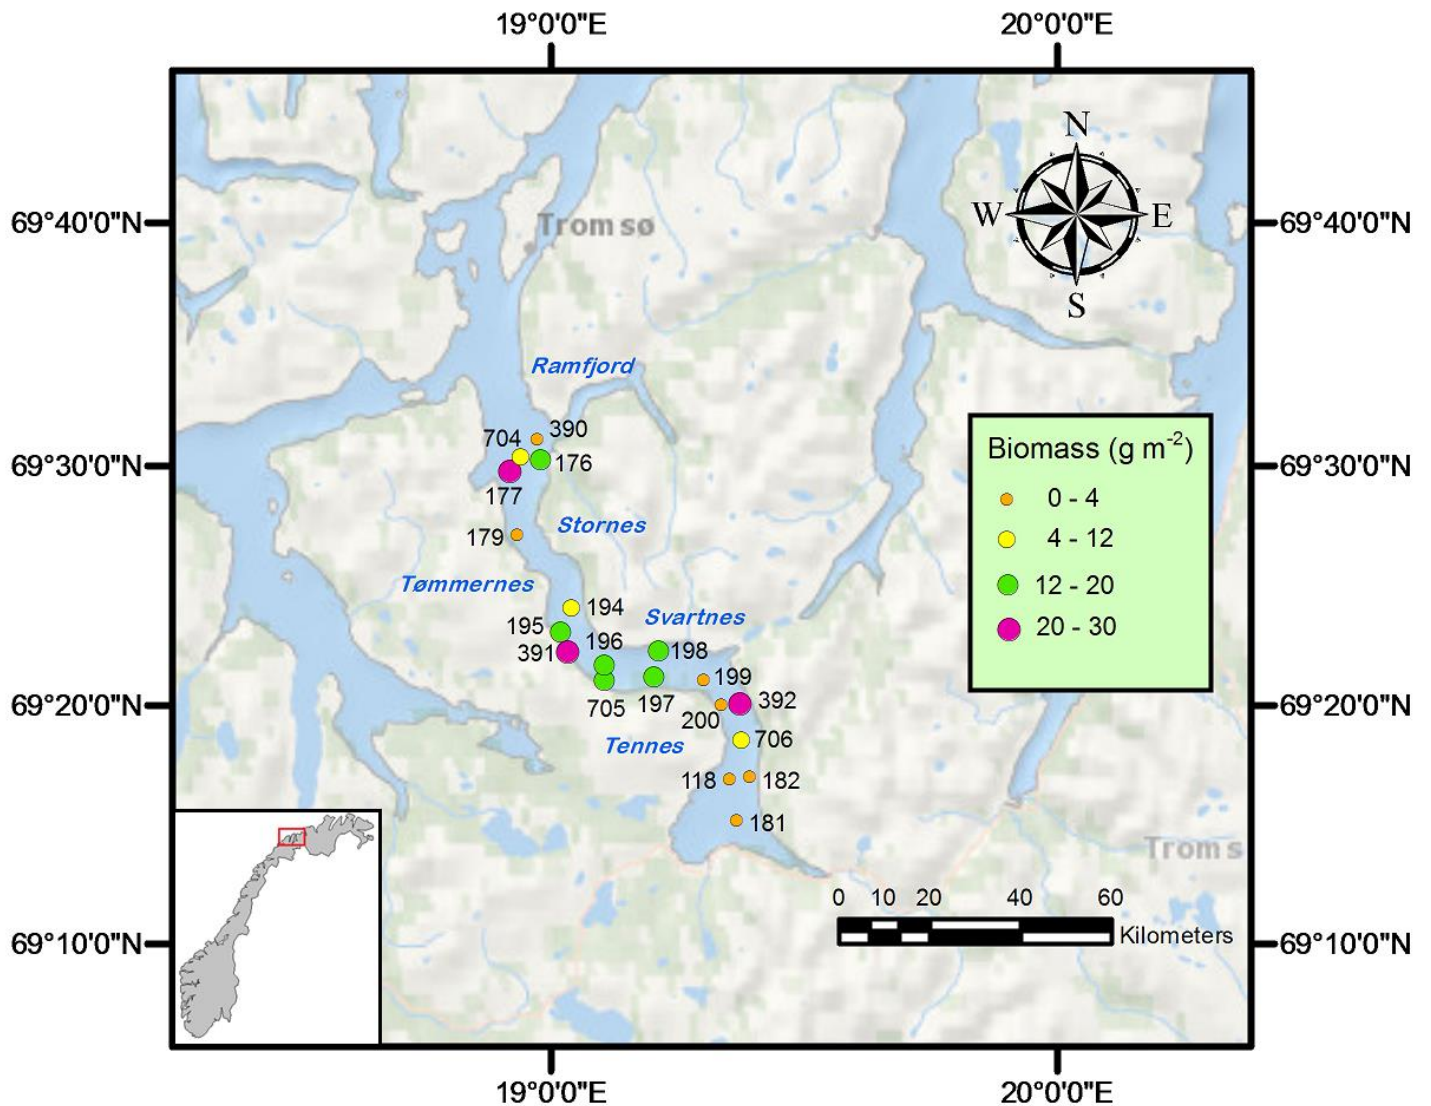 19°0'0"E 20°0'0"E
N
W E
S
69°40'0"N 69°40'0"N
Tromsø
Ramfjord
390
704
69°30'0"N 176 69°30'0"N
177
Biomass (g m-2)
0 - 4
4 - 12
12 - 20
20 - 30
Stornes
179
Tømmernes
194
Svartnes
195
196
391 198
199
69°20'0"N 705 197 392 69°20'0"N
200
Tennes 706
118 182
181
Troms
0 10 20 40 60
Kilometers
69°10'0"N 69°10'0"N
19°0'0"E 20°0'0"E